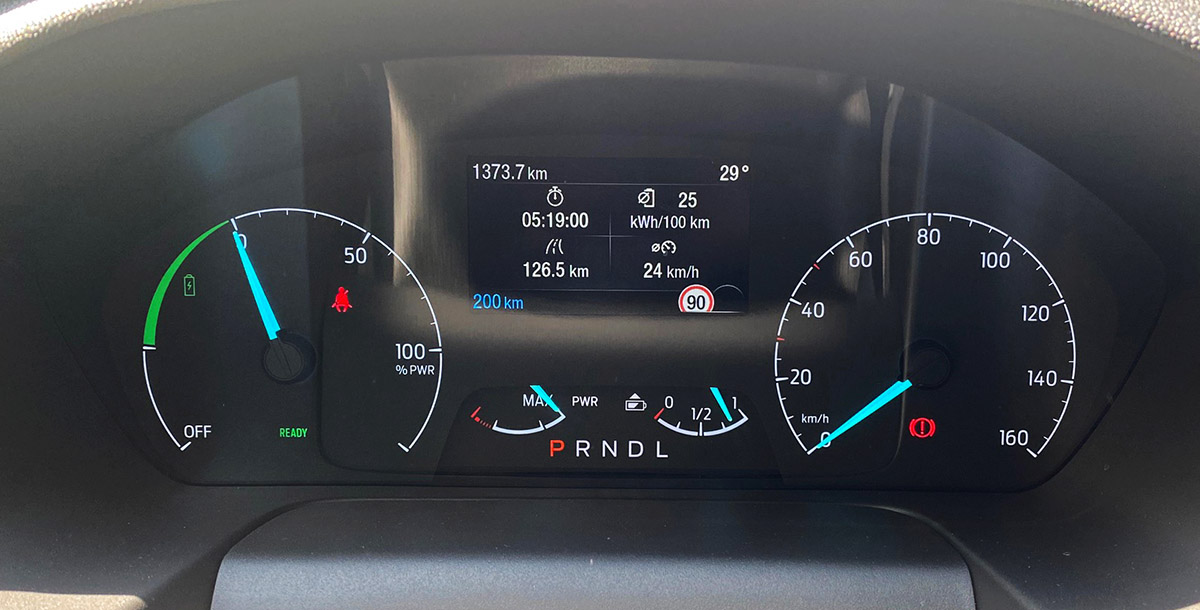 1373.7 km 29°
25
05:19:00 kWh/100 km
126.5 km 24 km/h
200 km 90
0
50
100
% PWR
OFF
READY
MAX PWR
0 1/2 1
P R N D L
80
60 100
40 120
20 140
km/h
0 160